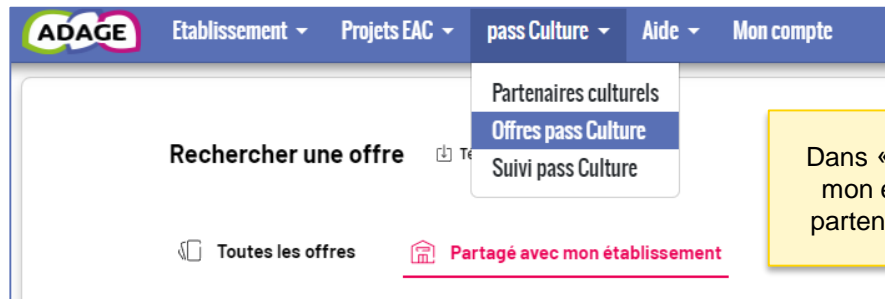 ADAGE Etablissement Projets EAC pass Culture Aide Mon compte
Partenaires culturels
Offres pass Culture
Suivi pass Culture
Rechercher une offre
Dans «
mon
parten
Toutes les offres Partagé avec mon établissement